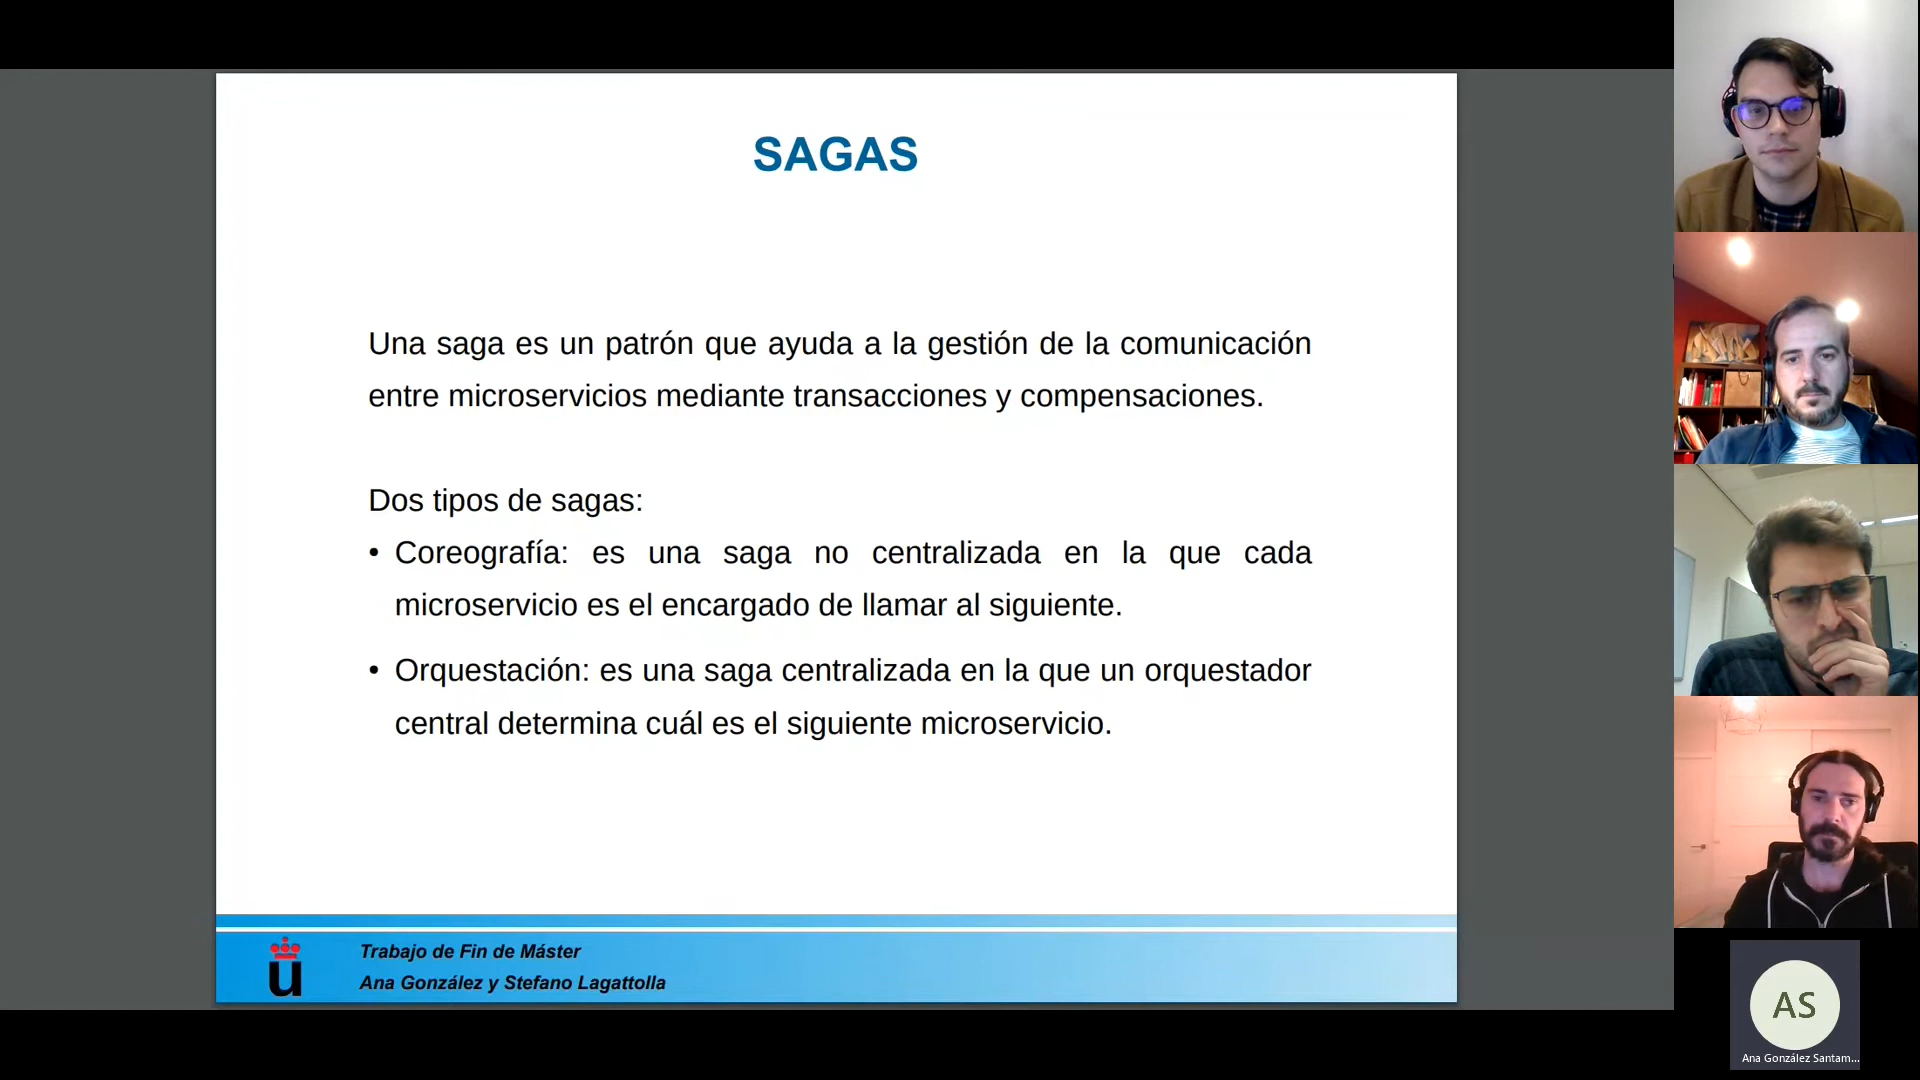 SAGAS
Una saga es un patrón que ayuda a la gestión de la comunicación
entre microservicios mediante transacciones y compensaciones.
Dos tipos de sagas:
• Coreografía: es una saga no centralizada en la que cada
microservicio es el encargado de llamar al siguiente.
• Orquestación: es una saga centralizada en la que un orquestador
central determina cuál es el siguiente microservicio.
u
Trabajo de Fin de Máster
Ana González y Stefano Lagattolla
AS
Ana González Santam...